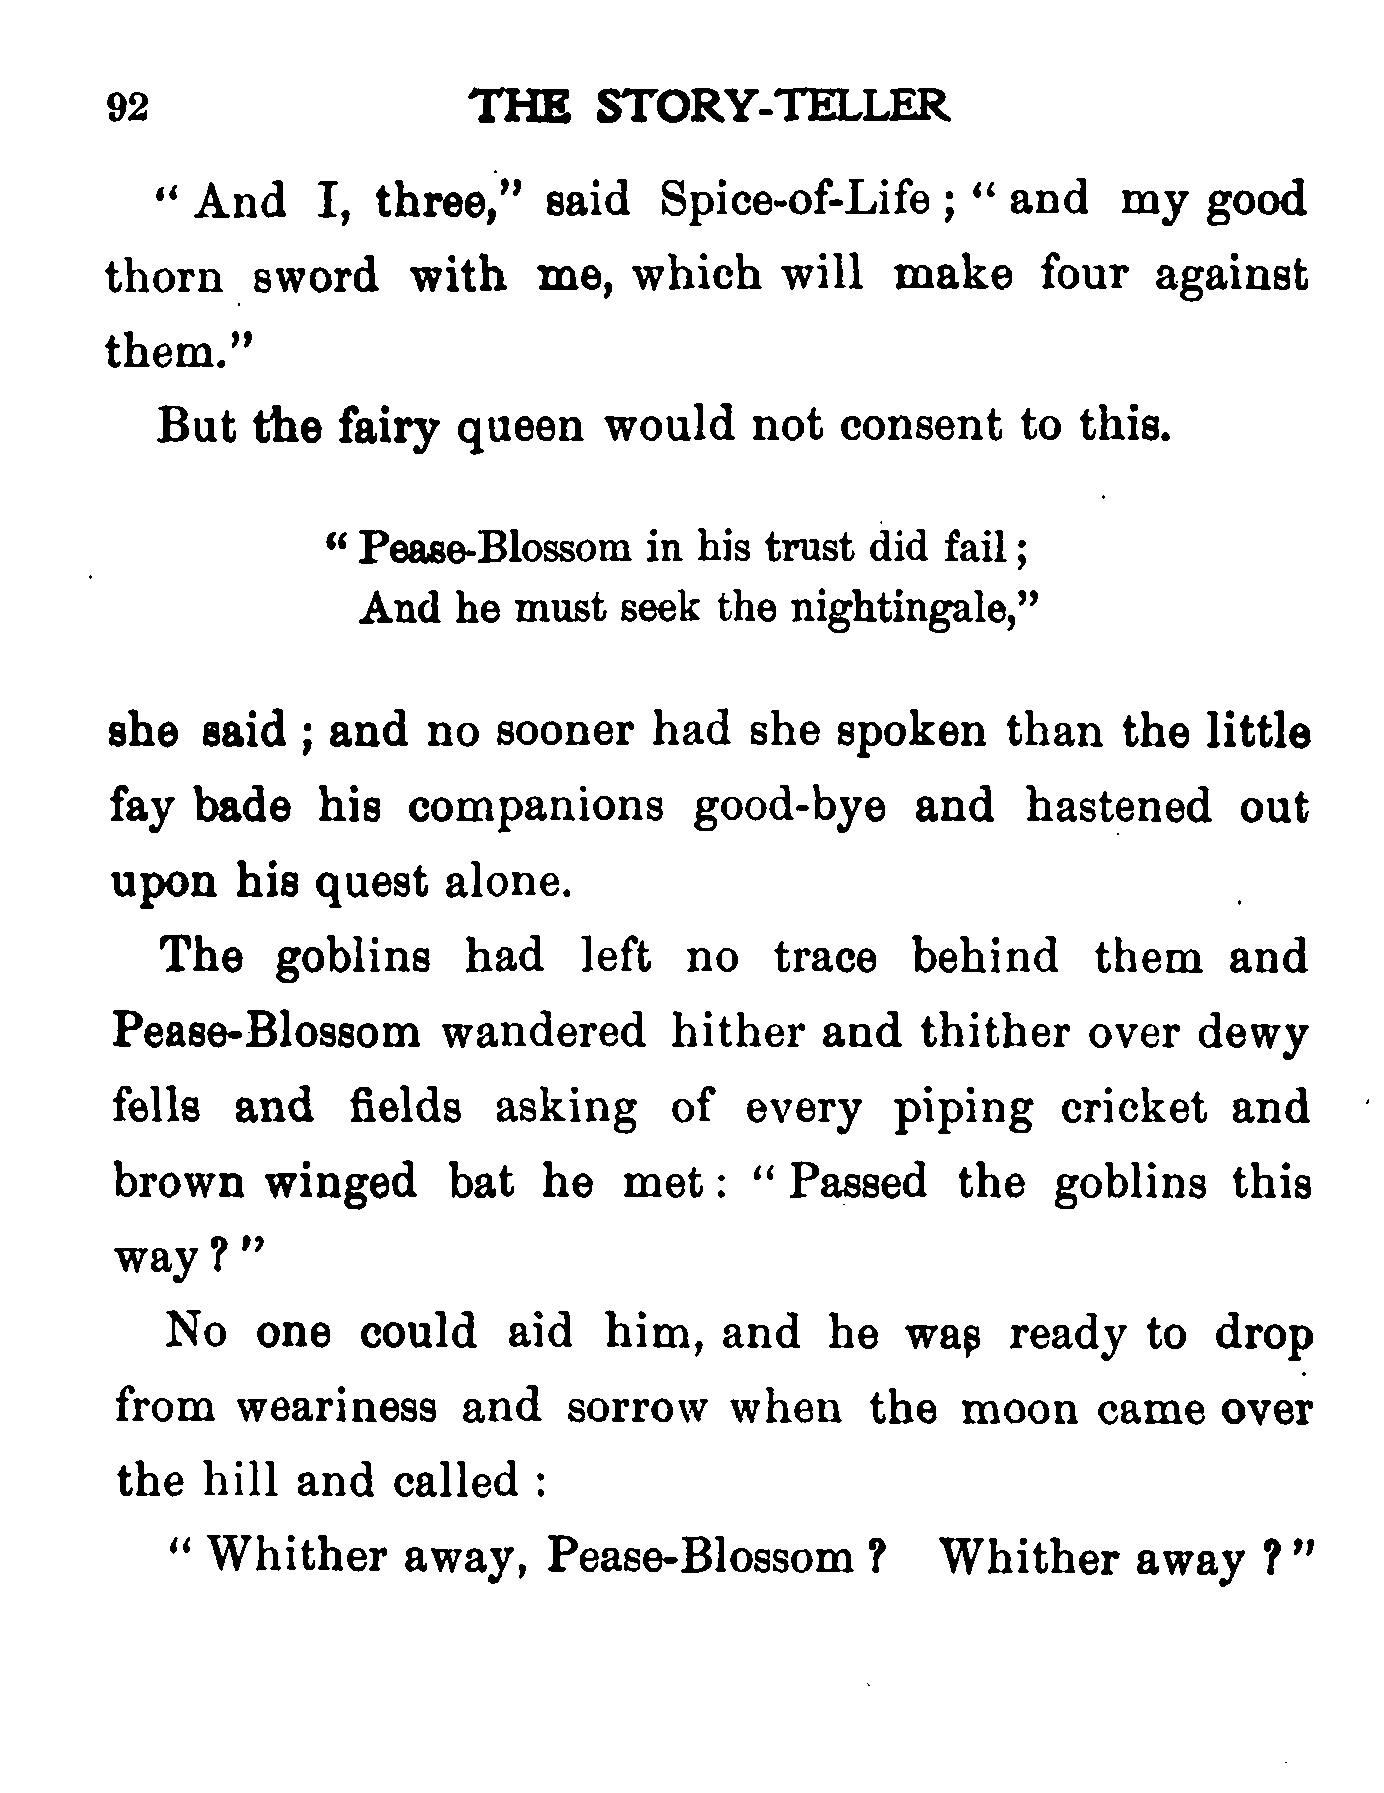 92 THE STORY-TELLER
“ And I, three,” said Spice-of-Life ; “ and my good
thorn sword with me, which will make four against
them.”
But the fairy queen would not consent to this.
“ Pease-Blossom in his trust did fail ;
And he must seek the nightingale,”
she said ; and no sooner had she spoken than the little
fay bade his companions good-bye and hastened out
upon his quest alone.
The goblins had left no trace behind them and
Pease-Blossom wandered hither and thither over dewy
fells and fields asking of every piping cricket and
brown winged bat he met : “ Passed the goblins this
way ? ”
No one could aid him, and he was ready to drop
from weariness and sorrow when the moon came over
the hill and called :
“ Whither away, Pease-Blossom ? Whither away ? ”